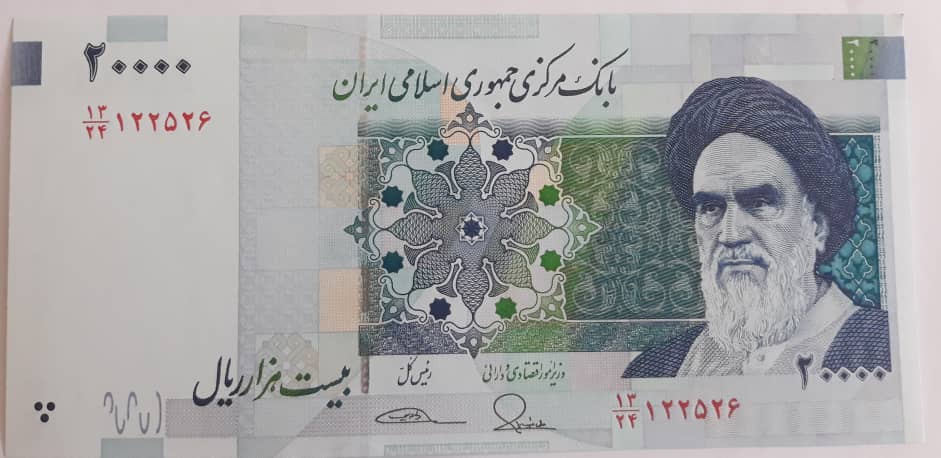 ۲۰۰۰۰
بانک مرکزی جمهوری اسلامی ایران
۱۳/۲۴ ۱۲۲۵۲۶
بیست هزار ریال
رئیس کل
وزیر امور اقتصادی و دارائی
۲۰۰۰۰
۱۳/۲۴ ۱۲۲۵۲۶